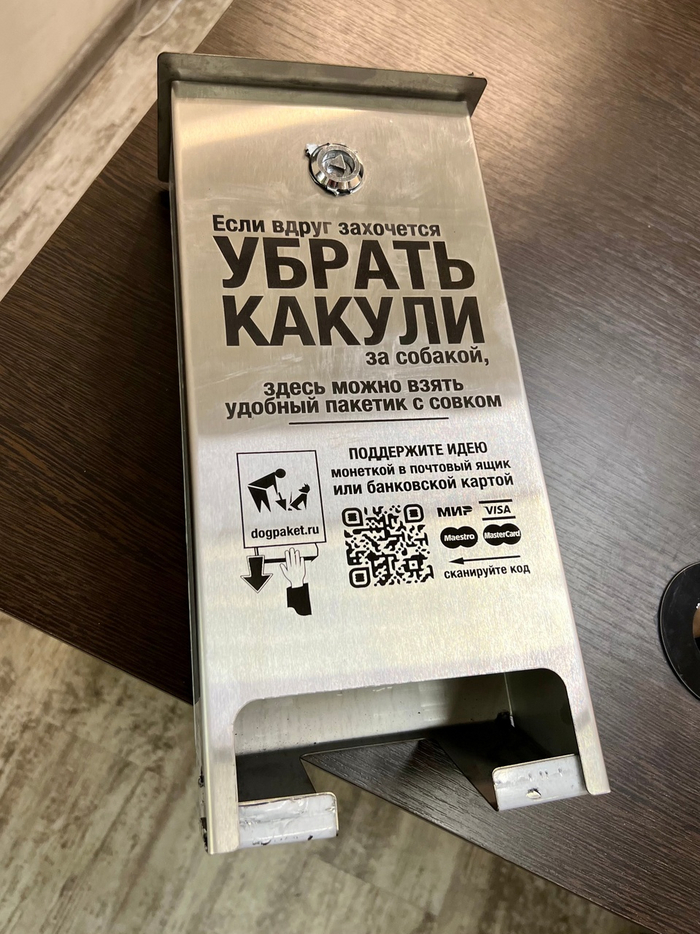 Если вдруг захочется
УБРАТЬ
КАКУЛИ
за собакой,
здесь можно взять
удобный пакетик с совком
ПОДДЕРЖИТЕ ИДЕЮ
монеткой в почтовый ящик
или банковской картой
dogpaket.ru
МИР VISA
Maestro MasterCard
сканируйте код